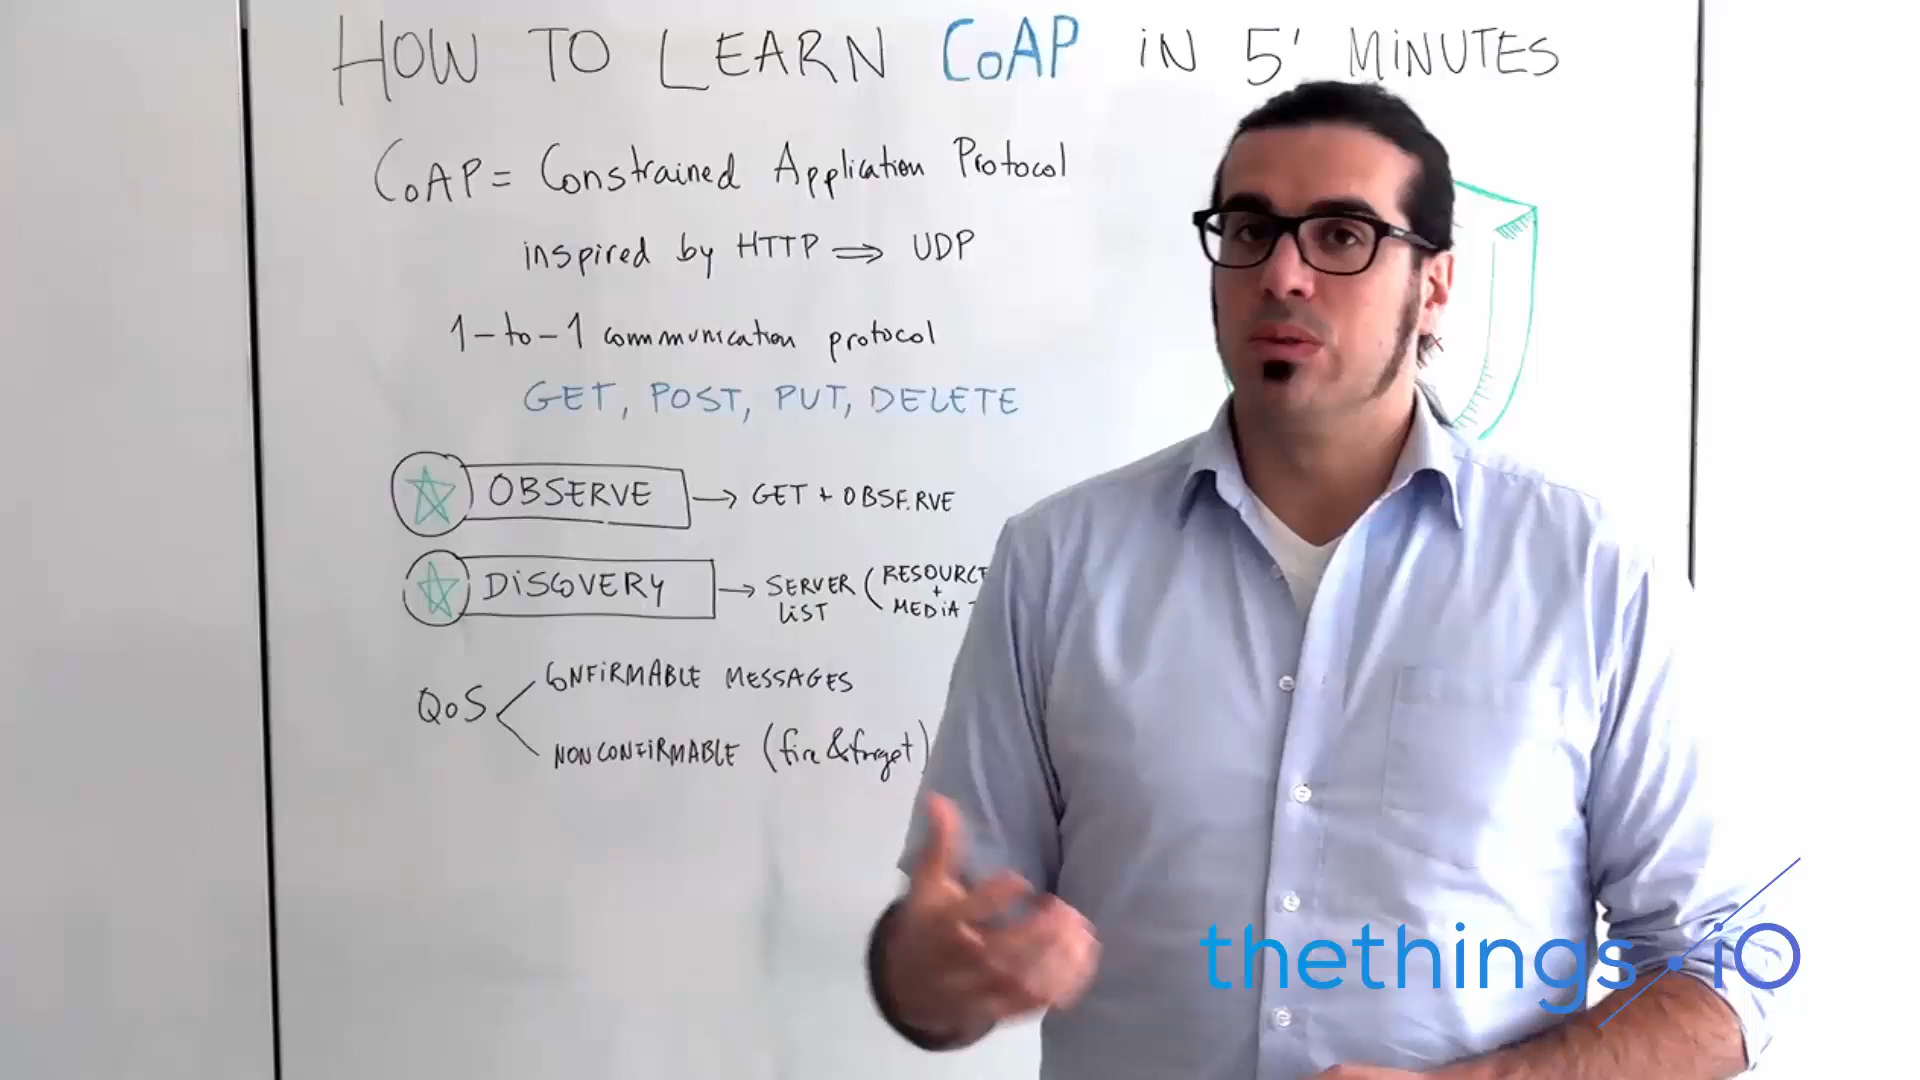 HOW TO LEARN CoAP IN 5' MINUTES
CoAP = Constrained Application Protocol
inspired by HTTP ⇒ UDP
1-to-1 communication protocol
GET, POST, PUT, DELETE
OBSERVE → GET + OBSERVE
DISCOVERY → SERVER LIST (RESOURCE + MEDIA
QoS
CONFIRMABLE MESSAGES
NON CONFIRMABLE (fire & forget)
thethings.iO